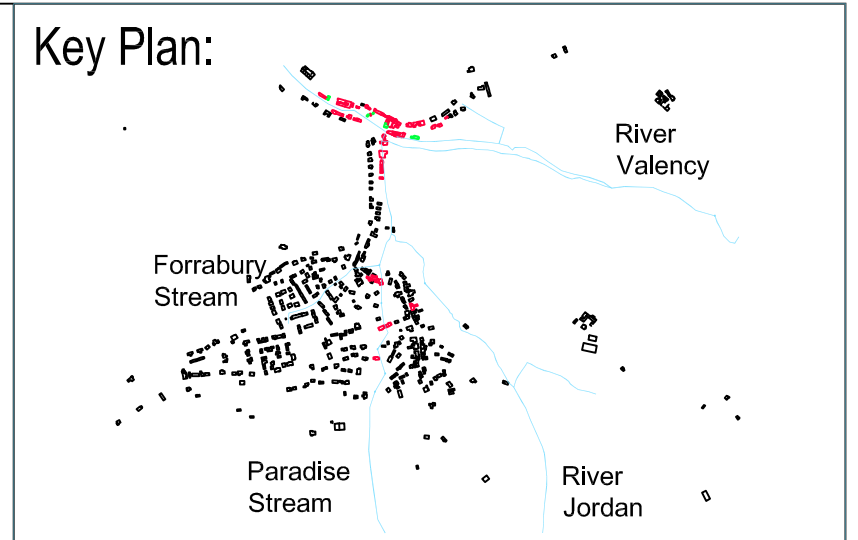 Key Plan:
River
Valency
Forrabury
Stream
Paradise
Stream
River
Jordan